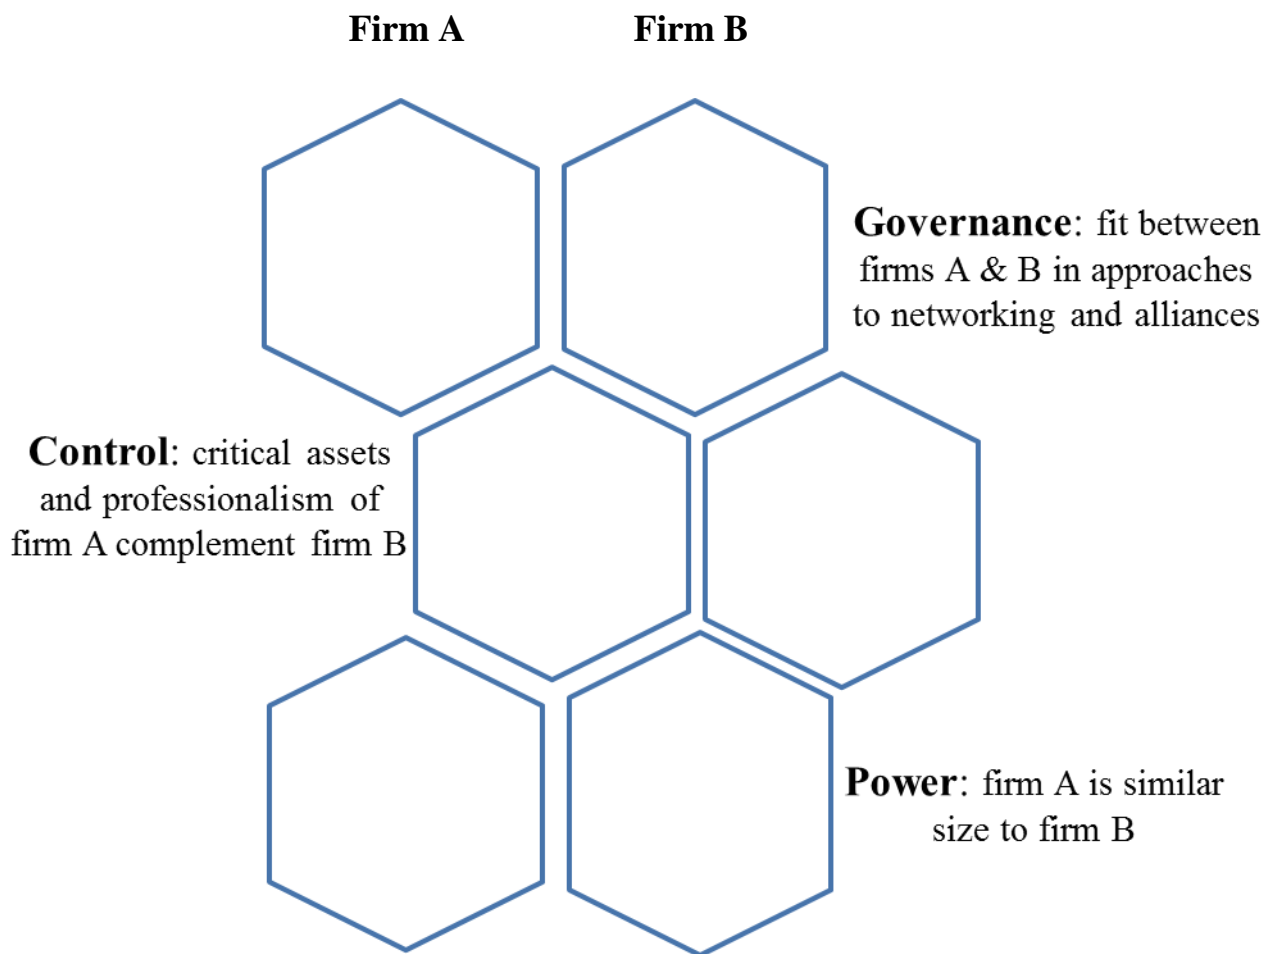 Firm A Firm B
Governance: fit between
firms A & B in approaches
to networking and alliances
Control: critical assets
and professionalism of
firm A complement firm B
Power: firm A is similar
size to firm B